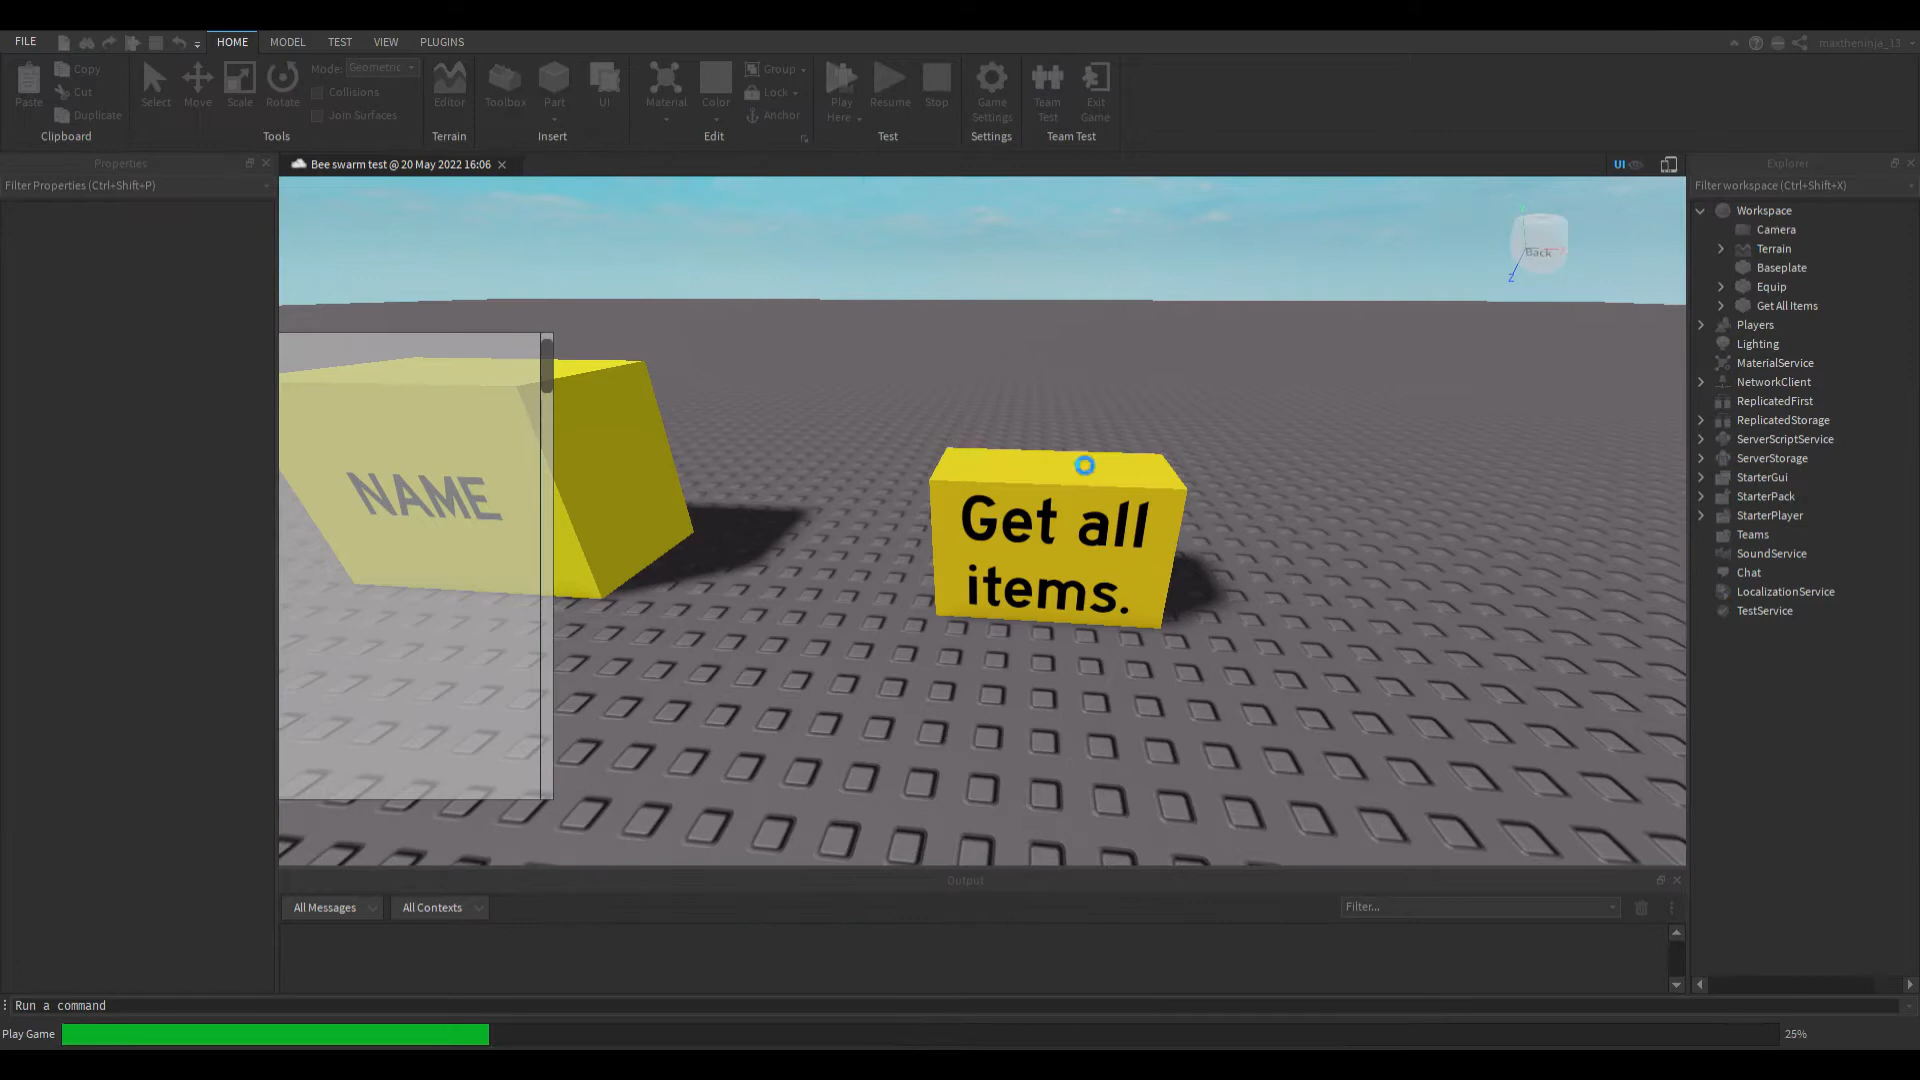 FILE
HOME
MODEL
TEST
VIEW
PLUGINS
maxtheninja_13
Paste
Copy
Cut
Duplicate
Clipboard
Select
Move
Scale
Rotate
Mode:
Geometric
Collisions
Join Surfaces
Tools
Editor
Terrain
Toolbox
Part
UI
Insert
Material
Color
Group
Lock
Anchor
Edit
Play
Here
Resume
Stop
Test
Game
Settings
Settings
Team
Test
Exit
Game
Team Test
Properties
Filter Properties (Ctrl+Shift+P)
Bee swarm test @ 20 May 2022 16:06
UI
Back
Z
NAME
Get all
items.
Explorer
Filter workspace (Ctrl+Shift+X)
Workspace
Camera
Terrain
Baseplate
Equip
Get All Items
Players
Lighting
MaterialService
NetworkClient
ReplicatedFirst
ReplicatedStorage
ServerScriptService
ServerStorage
StarterGui
StarterPack
StarterPlayer
Teams
SoundService
Chat
LocalizationService
TestService
Output
All Messages
All Contexts
Filter...
Run a command
Play Game
25%